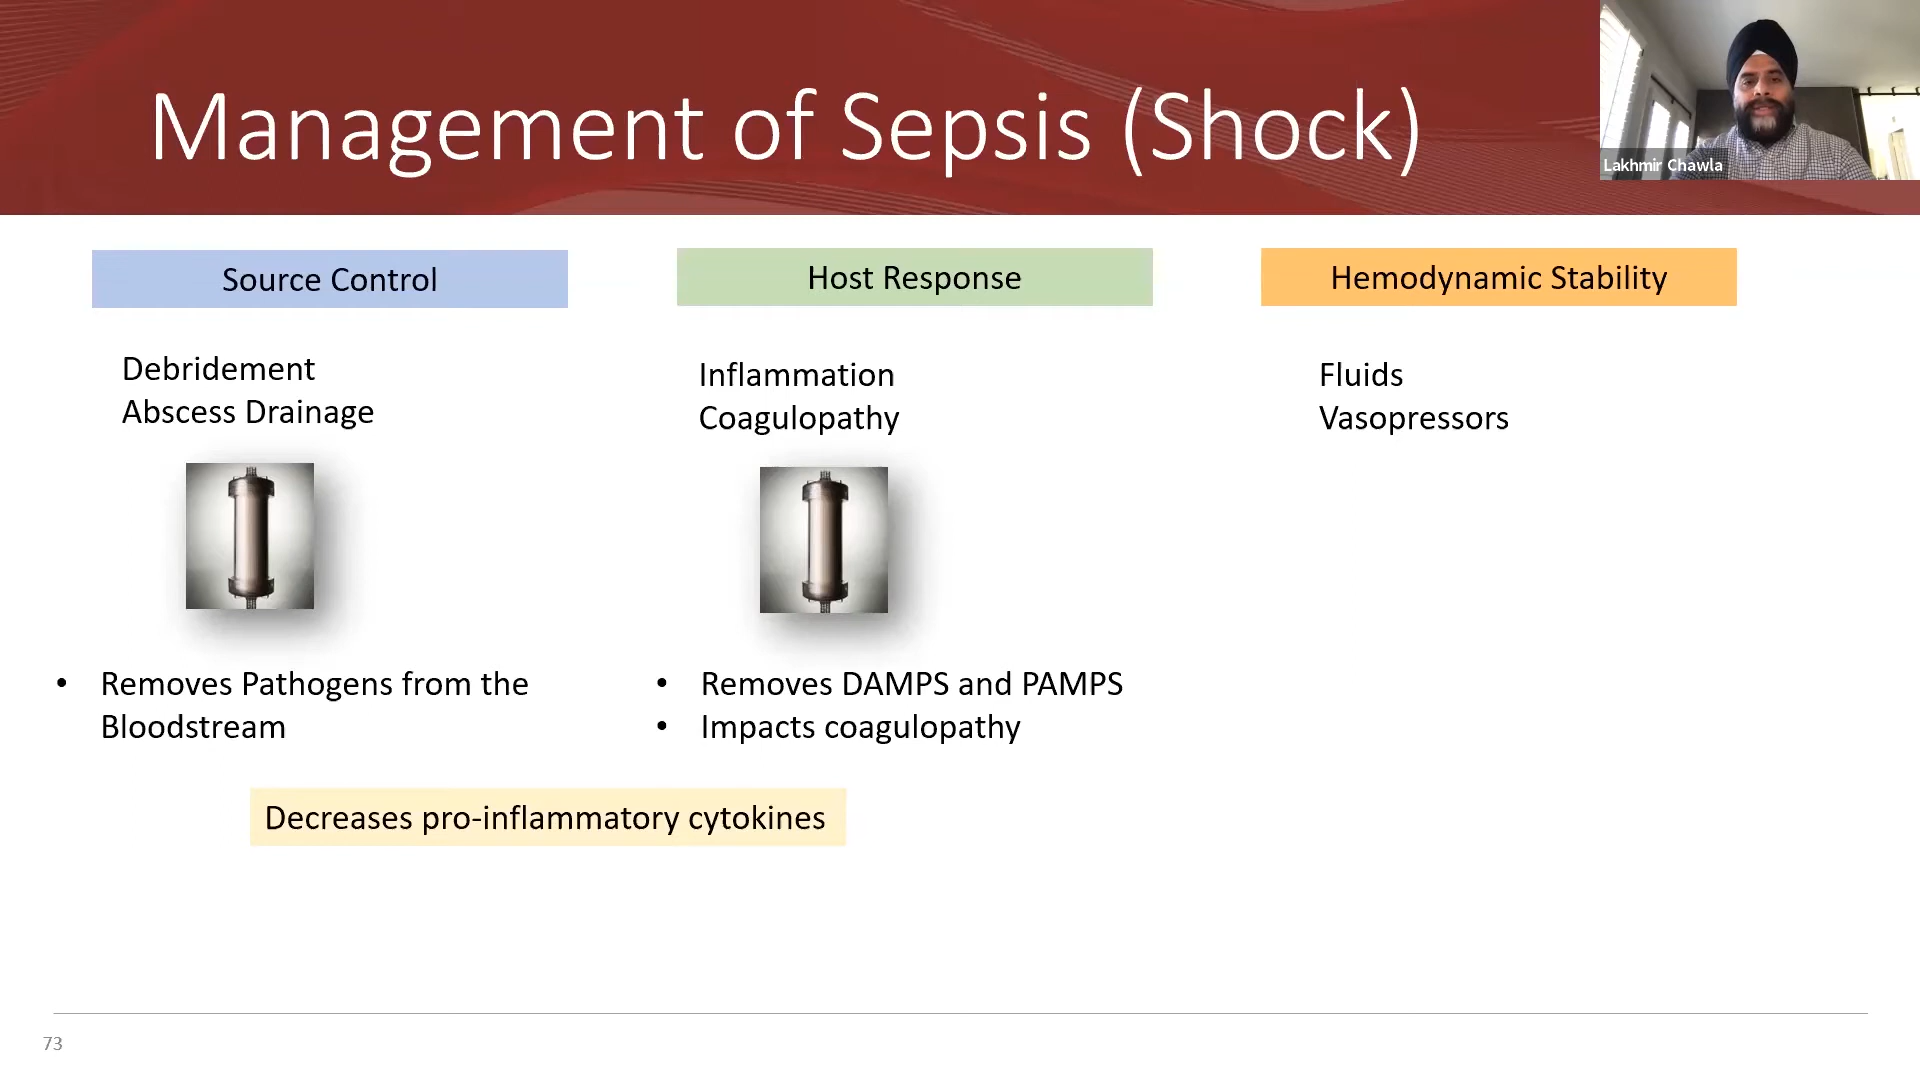 Management of Sepsis (Shock)
Lakhmir Chawla
Source Control
Debridement
Abscess Drainage
• Removes Pathogens from the
Bloodstream
Host Response
Inflammation
Coagulopathy
• Removes DAMPS and PAMPS
• Impacts coagulopathy
Decreases pro-inflammatory cytokines
Hemodynamic Stability
Fluids
Vasopressors
73